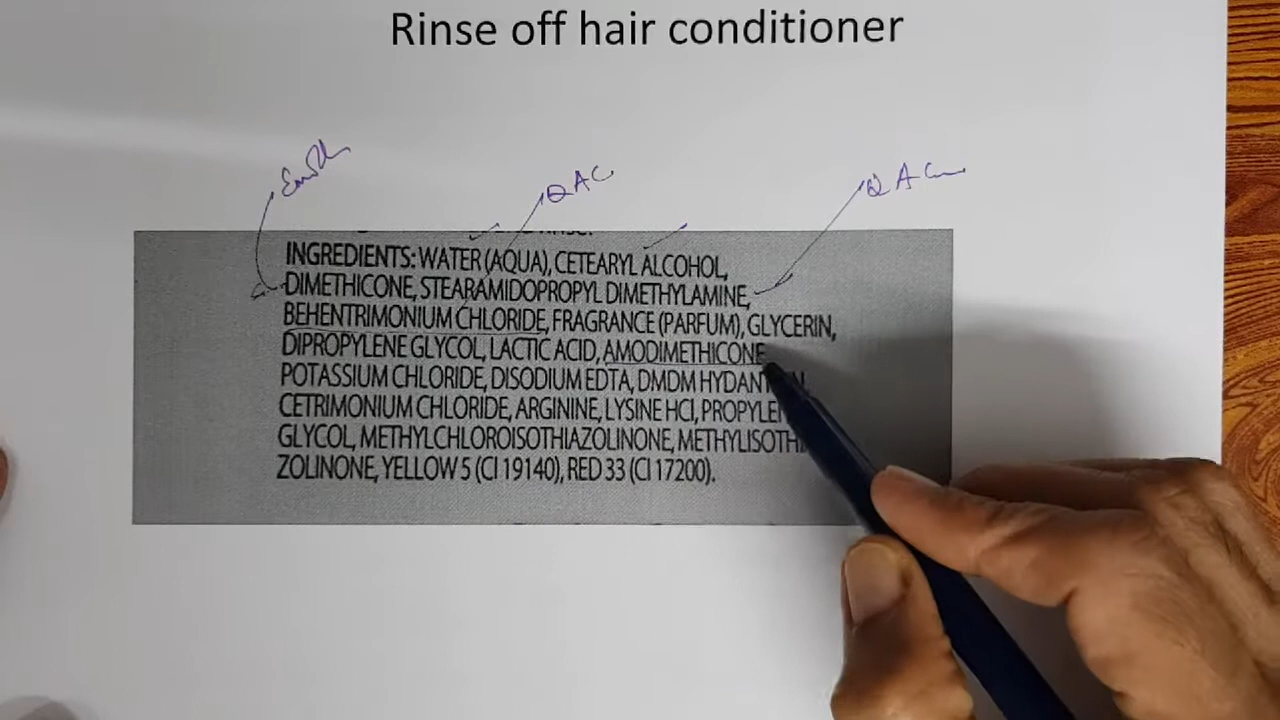 Rinse off hair conditioner
QAC
QAC
INGREDIENTS: WATER (AQUA), CETEARYL ALCOHOL,
DIMETHICONE, STEARAMIDOPROPYL DIMETHYLAMINE,
BEHENTRIMONIUM CHLORIDE, FRAGRANCE (PARFUM), GLYCERIN,
DIPROPYLENE GLYCOL, LACTIC ACID, AMODIMETHICONE
POTASSIUM CHLORIDE, DISODIUM EDTA, DMDM
CETRIMONIUM CHLORIDE, ARGININE, LYSINE HCl,
GLYCOL, METHYLCHLOROISOTHIAZOLINONE,
ZOLINONE, YELLOW 5 (CI 19140), RED 33 (CI 17200).